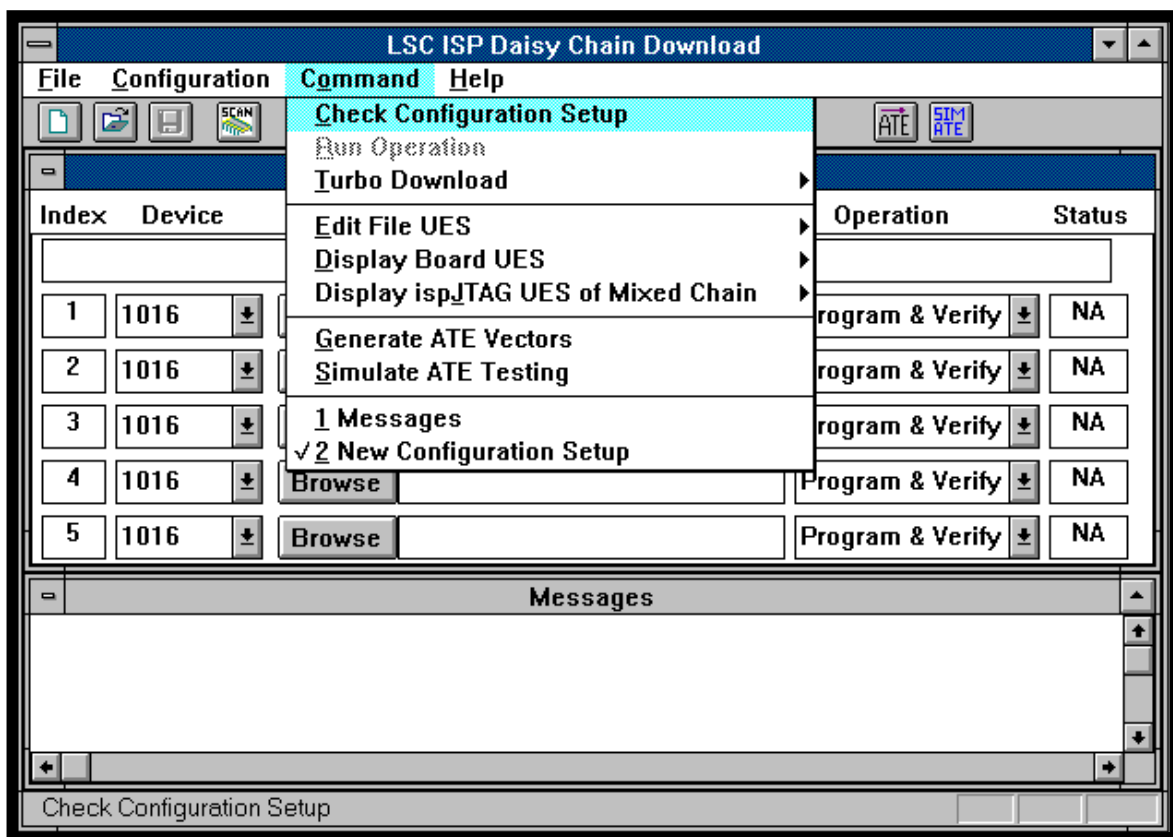 LSC ISP Daisy Chain Download
File Configuration Command Help
SCAN ATE SIM ATE
Check Configuration Setup
Run Operation
Turbo Download
Edit File UES
Display Board UES
Display ispJTAG UES of Mixed Chain
Generate ATE Vectors
Simulate ATE Testing
1 Messages
✓2 New Configuration Setup
Index Device Operation Status
1 1016 rogram & Verify NA
2 1016 rogram & Verify NA
3 1016 rogram & Verify NA
4 1016 Browse Program & Verify NA
5 1016 Browse Program & Verify NA
Messages
Check Configuration Setup